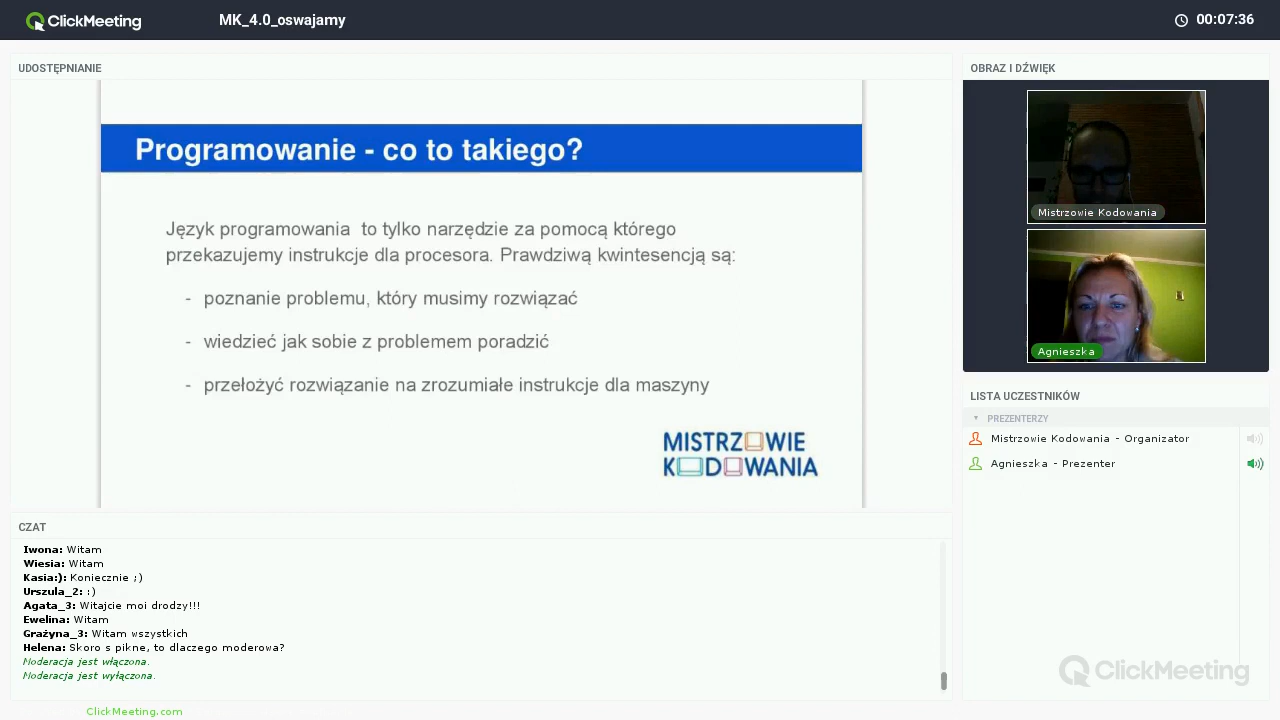 ClickMeeting
MK_4.0_oswajamy
00:07:36
UDOSTĘPNIANIE
Programowanie - co to takiego?
Język programowania to tylko narzędzie za pomocą którego
przekazujemy instrukcje dla procesora. Prawdziwą kwintesencją są:
- poznanie problemu, który musimy rozwiązać
- wiedzieć jak sobie z problemem poradzić
- przełożyć rozwiązanie na zrozumiałe instrukcje dla maszyny
MISTRZOWIE
KODOWANIA
OBRAZ I DŹWIĘK
Mistrzowie Kodowania
Agnieszka
LISTA UCZESTNIKÓW
PREZENTERZY
Mistrzowie Kodowania - Organizator
Agnieszka - Prezenter
CZAT
Iwona: Witam
Wiesia: Witam
Kasia:): Koniecznie ;)
Urszula_2: :)
Agata_3: Witajcie moi drodzy!!!
Ewelina: Witam
Grażyna_3: Witam wszystkich
Helena: Skoro s pikne, to dlaczego moderowa?
Moderacja jest włączona.
Moderacja jest wyłączona.
ClickMeeting
ClickMeeting.com